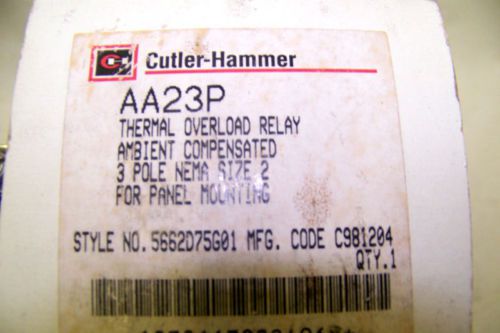 Cutler-Hammer
AA23P
THERMAL OVERLOAD RELAY
AMBIENT COMPENSATED
3 POLE NEMA SIZE 2
FOR PANEL MOUNTING
STYLE NO. 5662D75G01 MFG. CODE C981204
QTY.1